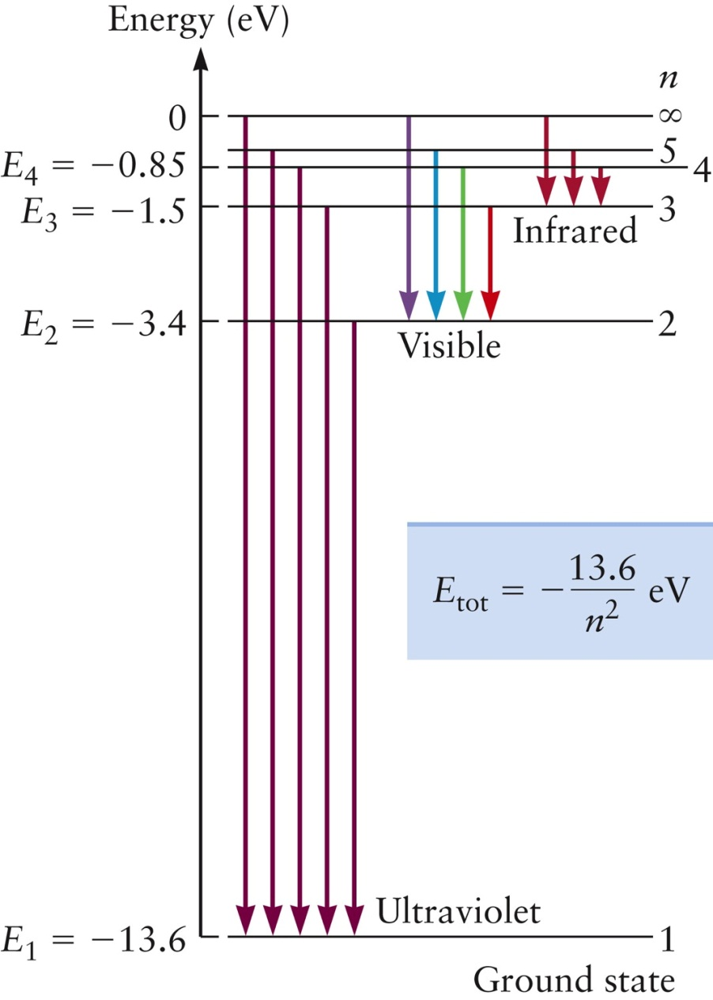 Energy (eV)
n
0
∞
5
E₄ = −0.85
4
E₃ = −1.5
3
Infrared
E₂ = −3.4
2
Visible
E_tot = −13.6/n² eV
Ultraviolet
E₁ = −13.6
1
Ground state